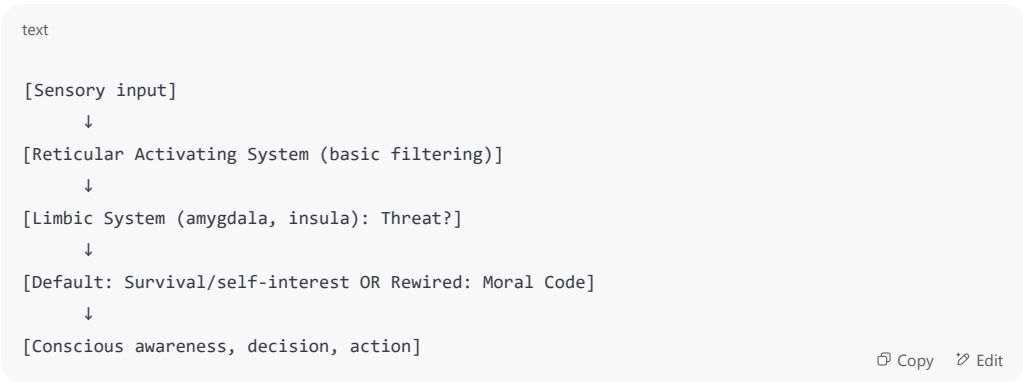 text
[Sensory input]
↓
[Reticular Activating System (basic filtering)]
↓
[Limbic System (amygdala, insula): Threat?]
↓
[Default: Survival/self-interest OR Rewired: Moral Code]
↓
[Conscious awareness, decision, action]
Copy Edit